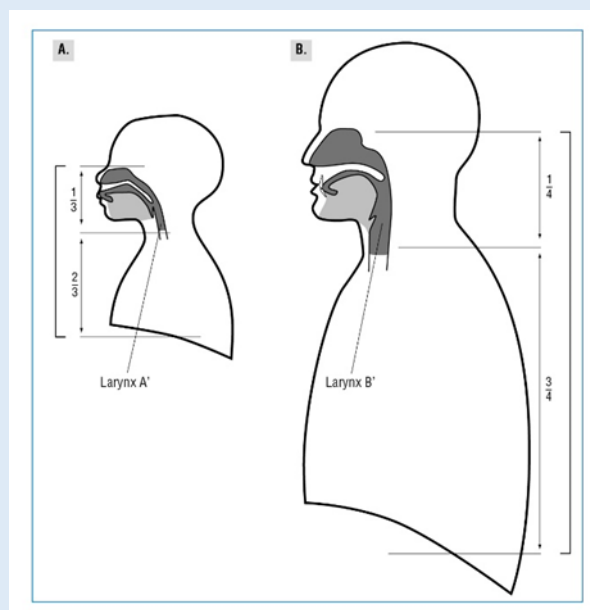 A.
B.
1/3
2/3
Larynx A'
1/4
3/4
Larynx B'